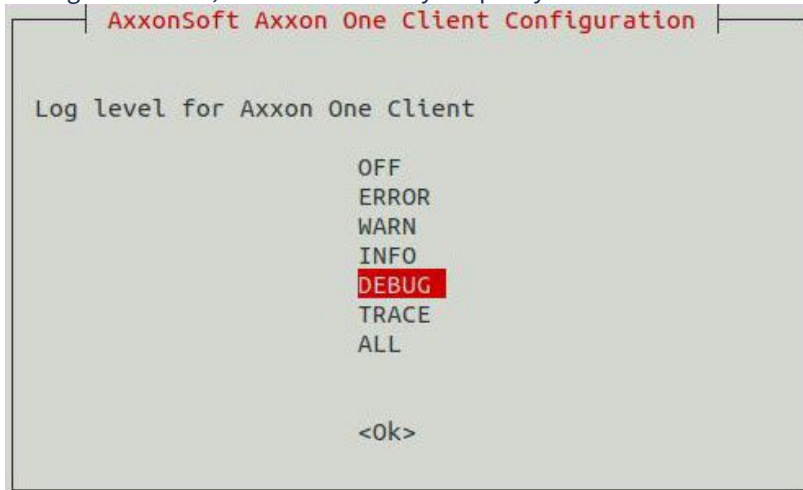 AxxonSoft Axxon One Client Configuration
Log level for Axxon One Client
OFF
ERROR
WARN
INFO
DEBUG
TRACE
ALL
<Ok>